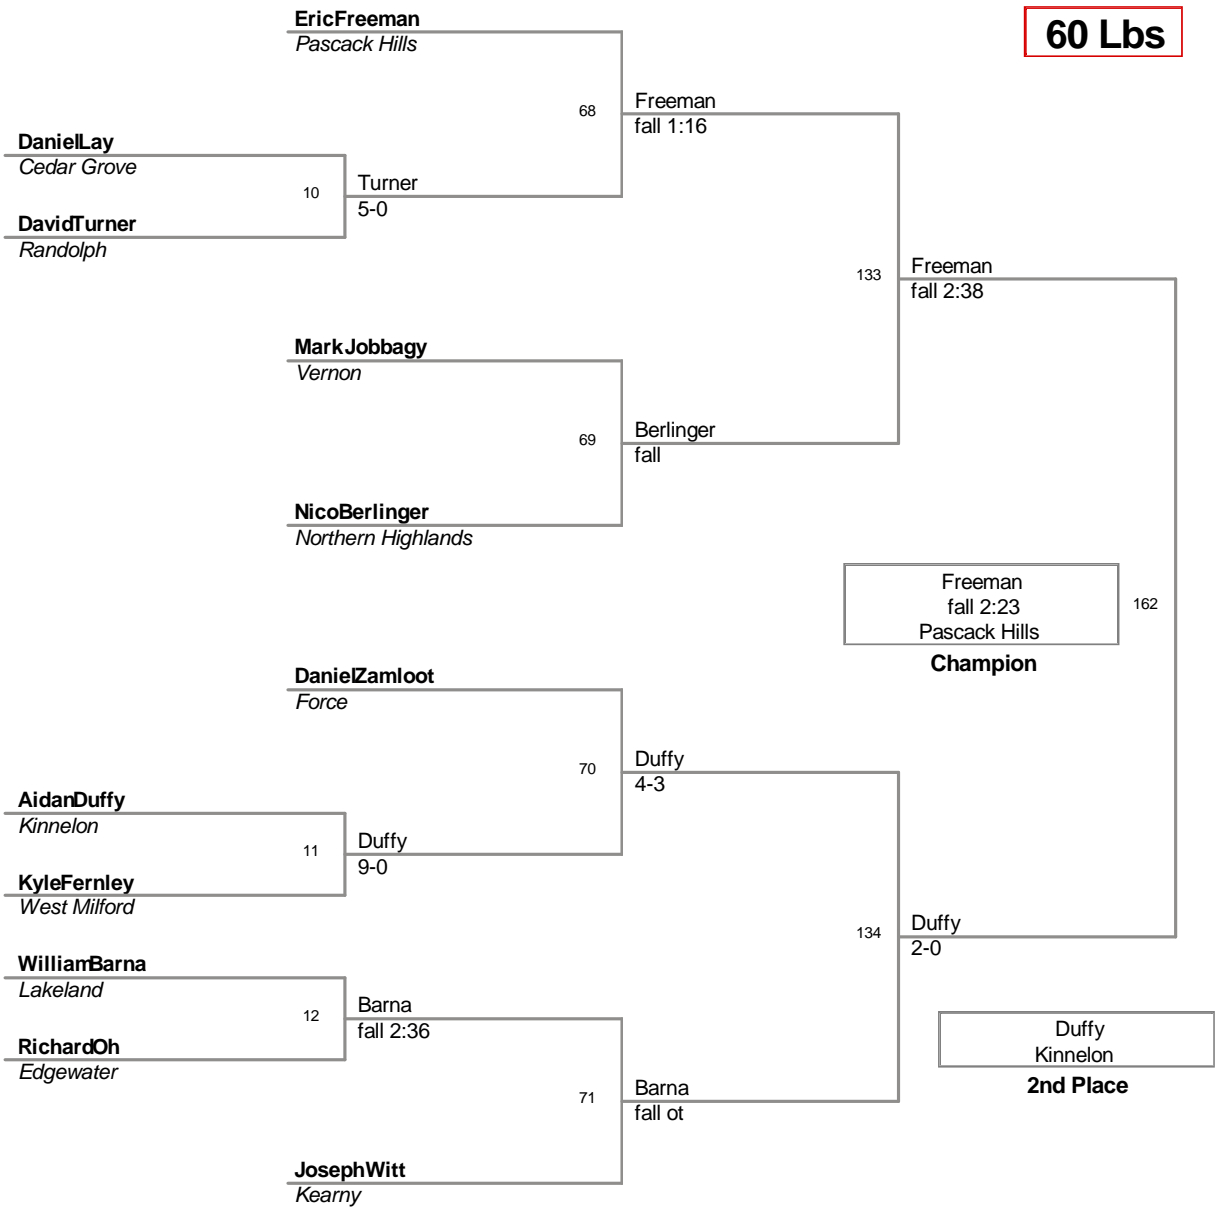 EricFreeman
Pascack Hills
60 Lbs
68
Freeman
fall 1:16
DanielLay
Cedar Grove
10
Turner
5-0
DavidTurner
Randolph
133
Freeman
fall 2:38
MarkJobbagy
Vernon
69
Berlinger
fall
NicoBerlinger
Northern Highlands
Freeman
fall 2:23
Pascack Hills
162
Champion
DanielZamloot
Force
70
Duffy
4-3
AidanDuffy
Kinnelon
11
Duffy
9-0
KyleFernley
West Milford
134
Duffy
2-0
WilliamBarna
Lakeland
12
Barna
fall 2:36
RichardOh
Edgewater
Duffy
Kinnelon
2nd Place
71
Barna
fall ot
JosephWitt
Kearny